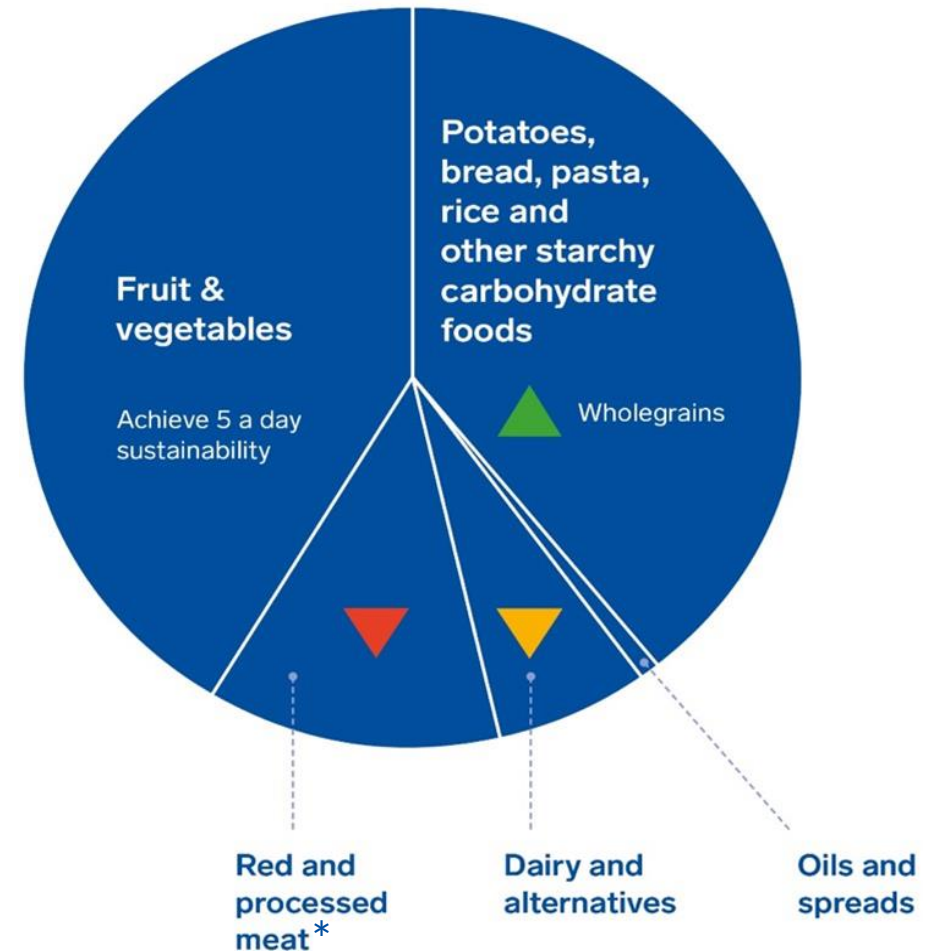 Potatoes,
bread, pasta,
rice and
other starchy
carbohydrate
foods
Wholegrains
Fruit &
vegetables
Achieve 5 a day
sustainability
Red and
processed
meat*
Dairy and
alternatives
Oils and
spreads